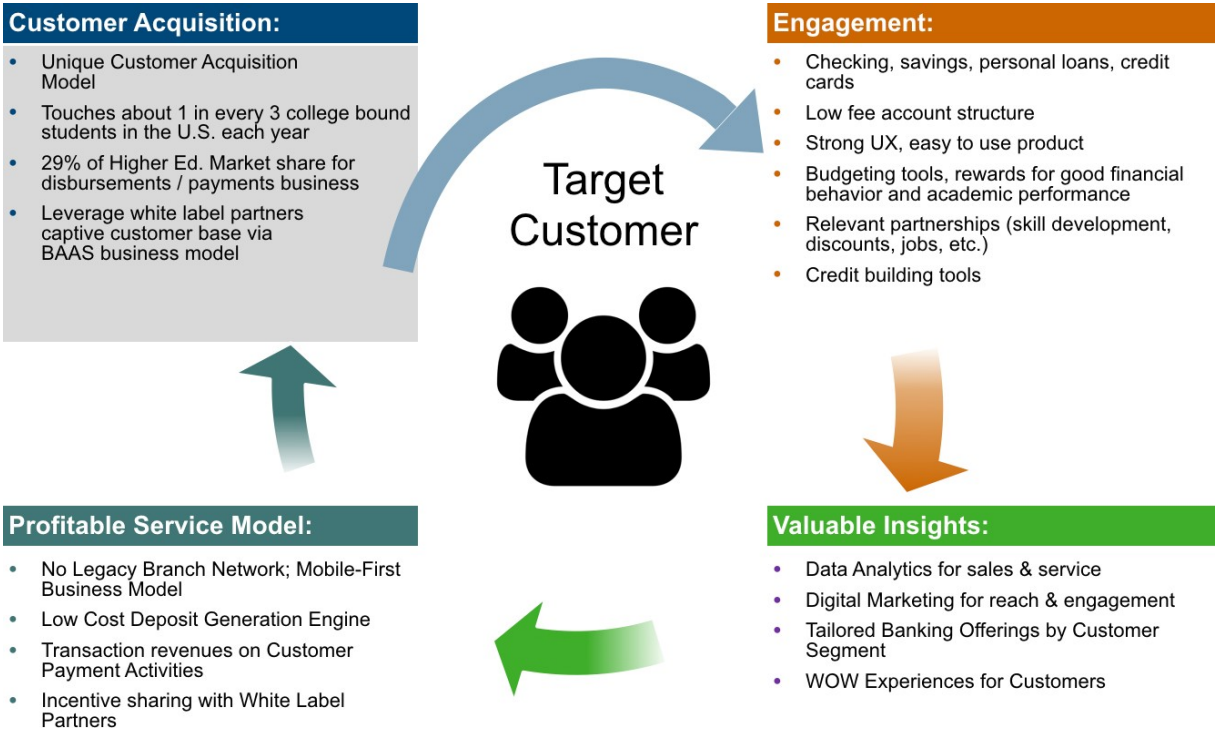 Customer Acquisition:
• Unique Customer Acquisition
Model
• Touches about 1 in every 3 college bound
students in the U.S. each year
• 29% of Higher Ed. Market share for
disbursements / payments business
• Leverage white label partners
captive customer base via
BAAS business model
Target
Customer
Engagement:
• Checking, savings, personal loans, credit
cards
• Low fee account structure
• Strong UX, easy to use product
• Budgeting tools, rewards for good financial
behavior and academic performance
• Relevant partnerships (skill development,
discounts, jobs, etc.)
• Credit building tools
Profitable Service Model:
• No Legacy Branch Network; Mobile-First
Business Model
• Low Cost Deposit Generation Engine
• Transaction revenues on Customer
Payment Activities
• Incentive sharing with White Label
Partners
Valuable Insights:
• Data Analytics for sales & service
• Digital Marketing for reach & engagement
• Tailored Banking Offerings by Customer
Segment
• WOW Experiences for Customers